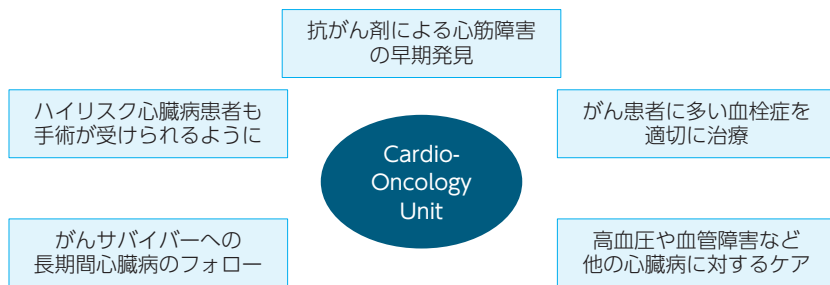 抗がん剤による心筋障害
の早期発見
ハイリスク心臓病患者も
手術が受けられるように
がん患者に多い血栓症を
適切に治療
Cardio-
Oncology
Unit
がんサバイバーへの
長期間心臓病のフォロー
高血圧や血管障害など
他の心臓病に対するケア